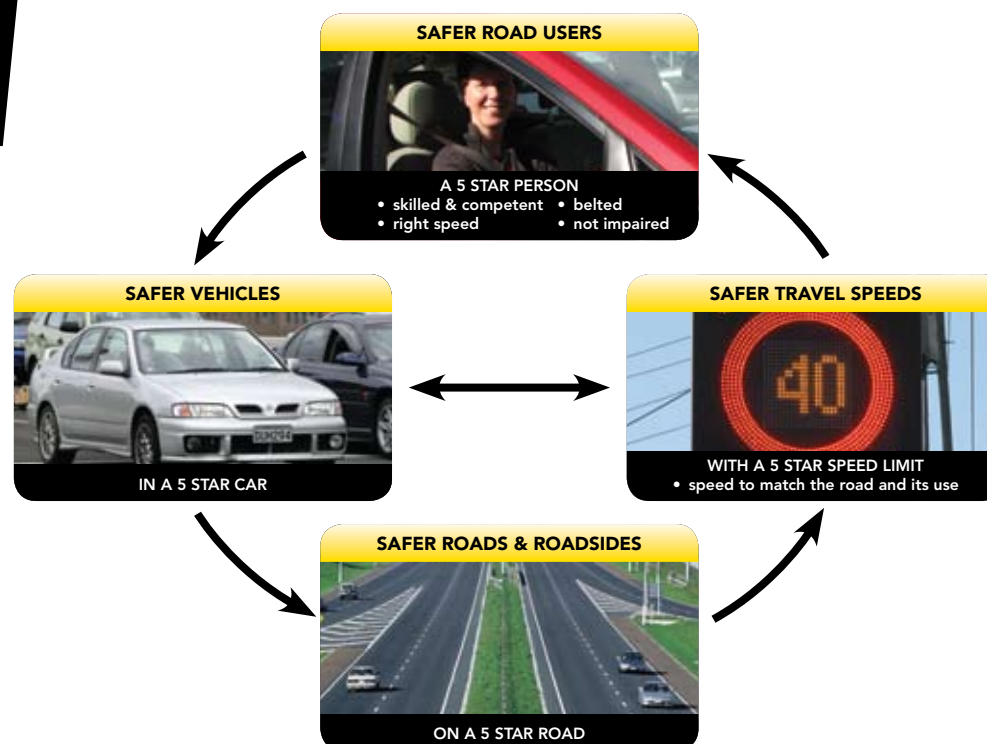 SAFER ROAD USERS
A 5 STAR PERSON
• skilled & competent • belted
• right speed • not impaired
SAFER VEHICLES
IN A 5 STAR CAR
SAFER TRAVEL SPEEDS
40
WITH A 5 STAR SPEED LIMIT
• speed to match the road and its use
SAFER ROADS & ROADSIDES
ON A 5 STAR ROAD